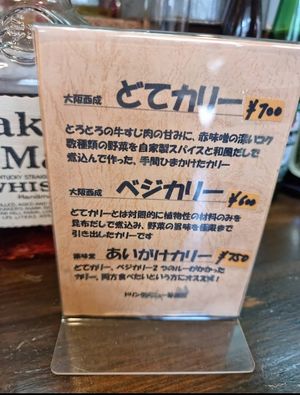 大阪西成 どてカリー ¥700
とろとろの牛すじ肉の甘みに、赤味噌の濃いコク
数種類の野菜を自家製スパイスと和風だしで
煮込んで作った、手間ひまかけたカリー
大阪西成 ベジカリー ¥600
どてカリーとは対照的に植物性の材料のみを
昆布だしで煮込み、野菜の旨味を極限まで
引き出したカリーです
あいがけカリー ¥750
どてカリー、ベジカリー2つのルーがかかった
カリー、両方食べたいという方にオススメ!
WHIS